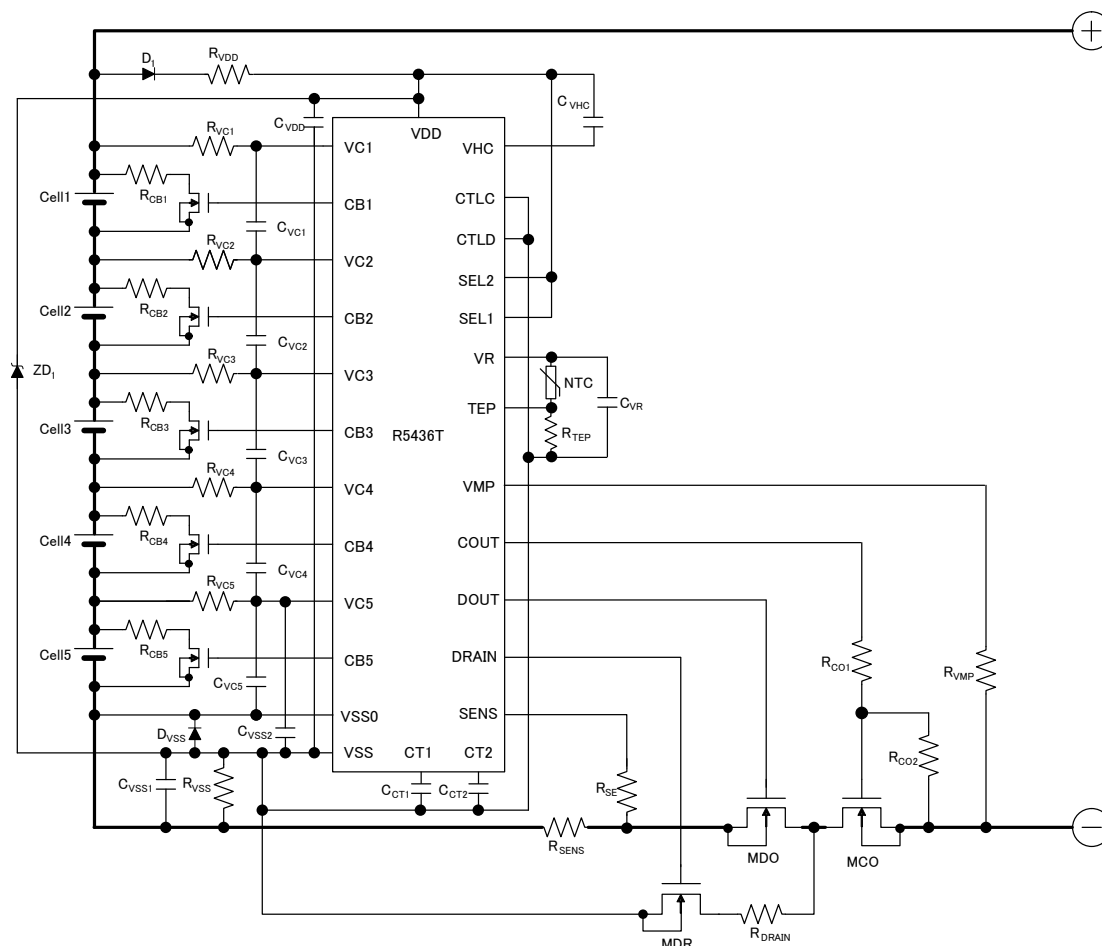 +
D1
RVDD
CVHC
CVDD
VDD
RVC1
VC1
VHC
Cell1
RCB1
CB1
CTLC
CVC1
CTLD
RVC2
VC2
SEL2
Cell2
RCB2
CB2
SEL1
CVC2
RVC3
VC3
VR
ZD1
NTC
CVR
TEP
Cell3
RCB3
CB3
R5436T
RTEP
CVC3
RVC4
VC4
VMP
Cell4
RCB4
CB4
COUT
CVC4
RVC5
VC5
DOUT
Cell5
RCB5
CB5
DRAIN
RCO1
RVMP
CVC5
VSS0
SENS
DVSS
CVSS2
VSS
CT1
CT2
RCO2
CVSS1
RVSS
CCT1
CCT2
RSE
RSENS
MDO
MCO
−
MDR
RDRAIN